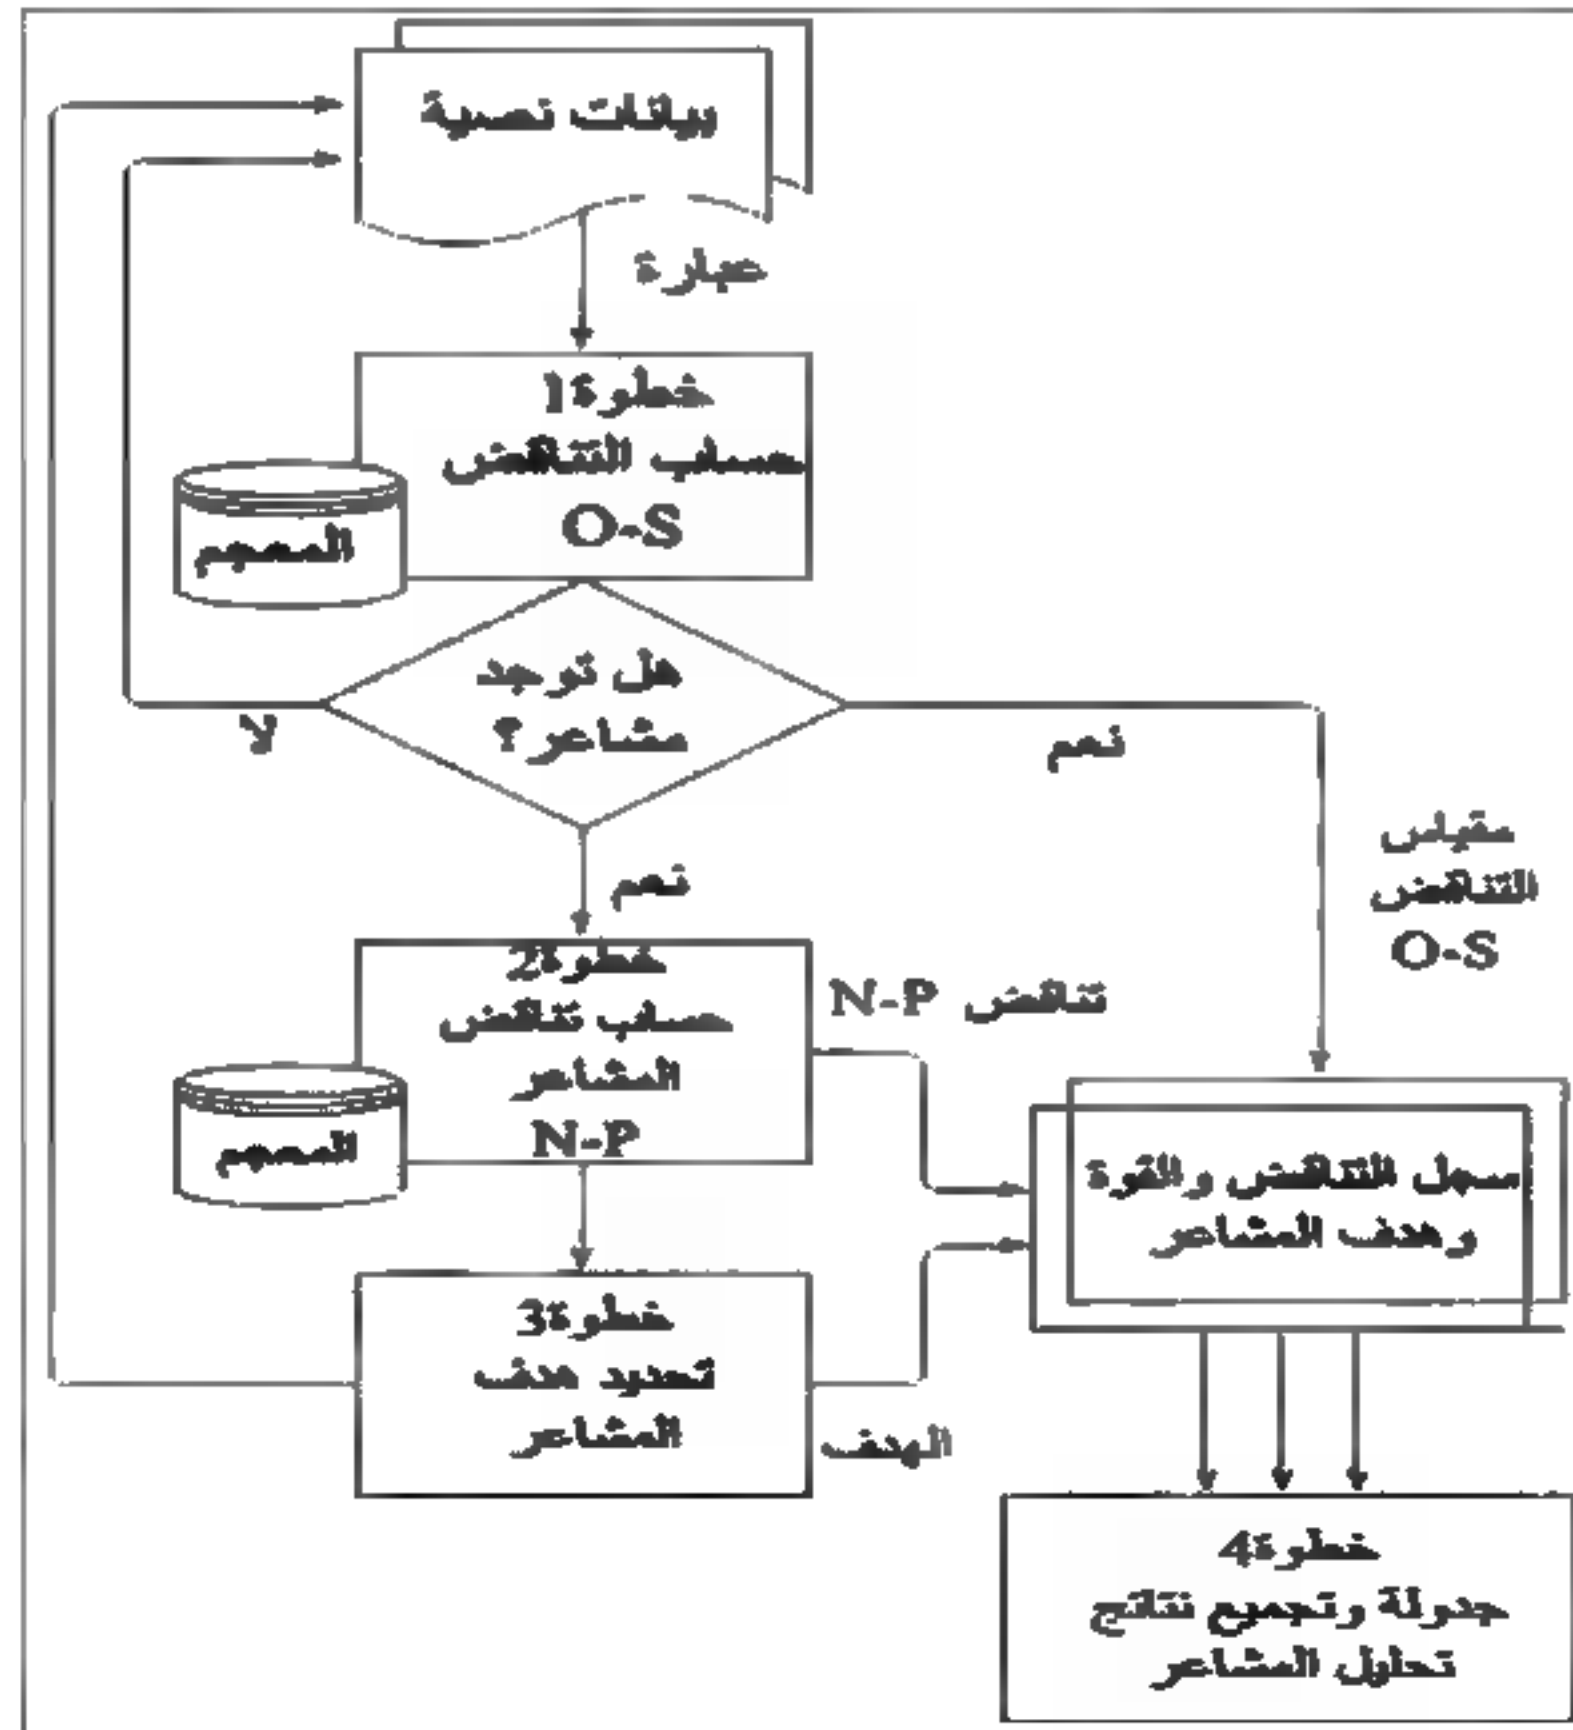 بيانات نصية
عبارة
خطوة1
حساب التناقض
O-S
المعجم
هل توجد
مشاعر؟
لا
نعم
نعم
مقياس
التناقض
O-S
خطوة2
حساب تناقض
المشاعر
N-P
تناقض N-P
المعجم
سجل التناقض والقوة
وهدف المشاعر
خطوة3
تحديد هدف
المشاعر
الهدف
خطوة4
جدولة وتجميع نتائج
تحليل المشاعر